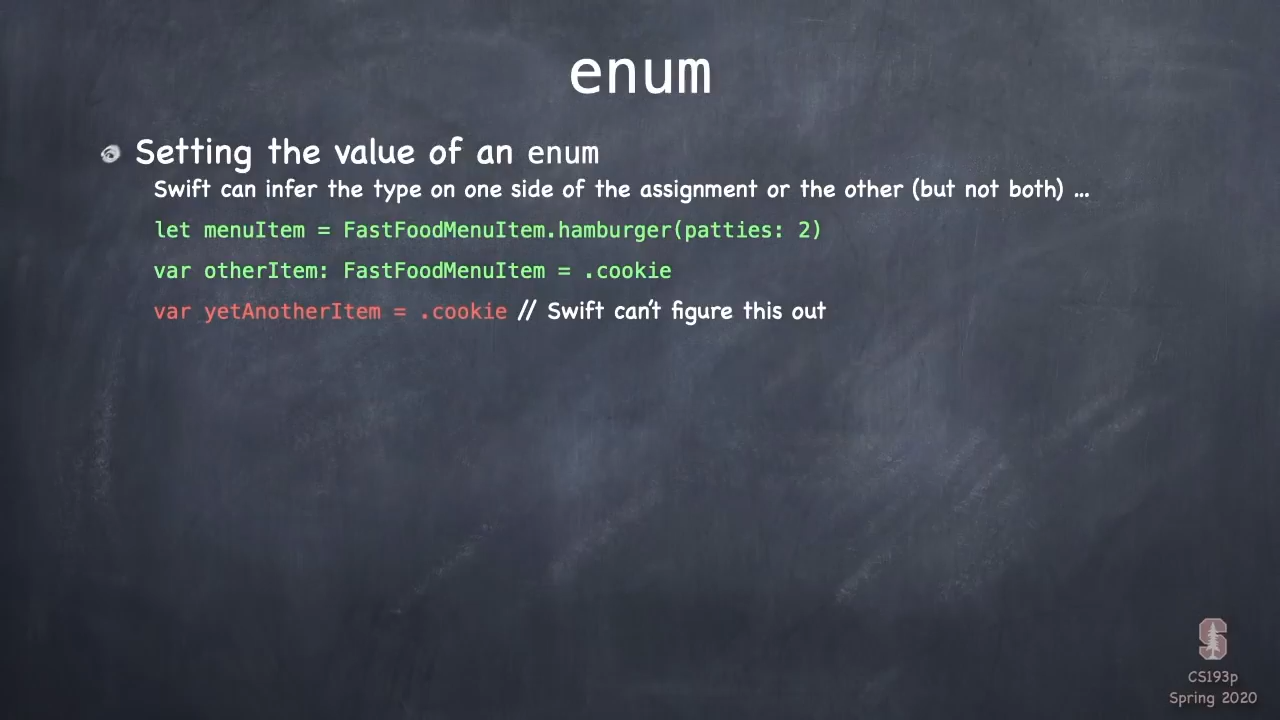 enum
Setting the value of an enum
Swift can infer the type on one side of the assignment or the other (but not both) …
let menuItem = FastFoodMenuItem.hamburger(patties: 2)
var otherItem: FastFoodMenuItem = .cookie
var yetAnotherItem = .cookie // Swift can't figure this out
S
CS193p
Spring 2020